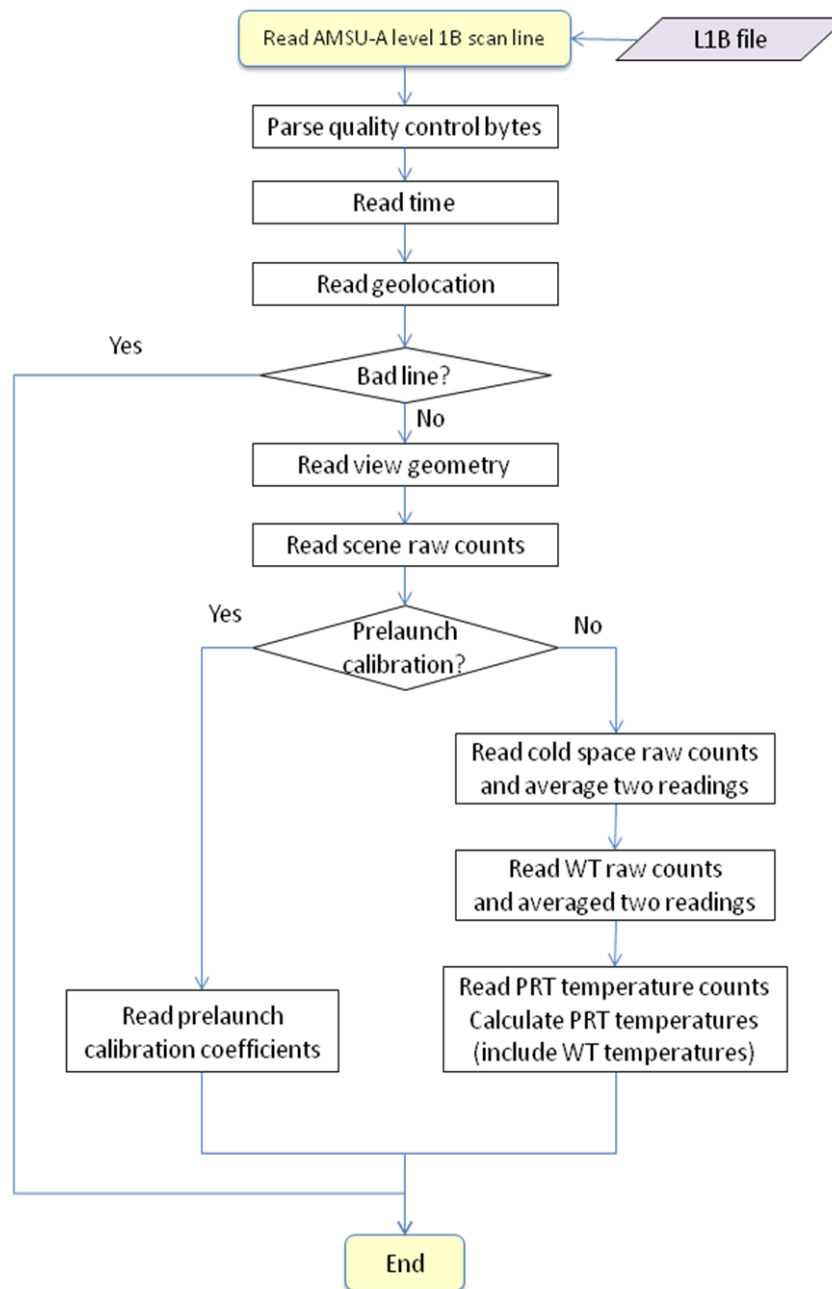 Read AMSU-A level 1B scan line
L1B file
Parse quality control bytes
Read time
Read geolocation
Yes
Bad line?
No
Read view geometry
Read scene raw counts
Yes
Prelaunch
calibration?
No
Read cold space raw counts
and average two readings
Read WT raw counts
and averaged two readings
Read prelaunch
calibration coefficients
Read PRT temperature counts
Calculate PRT temperatures
(include WT temperatures)
End